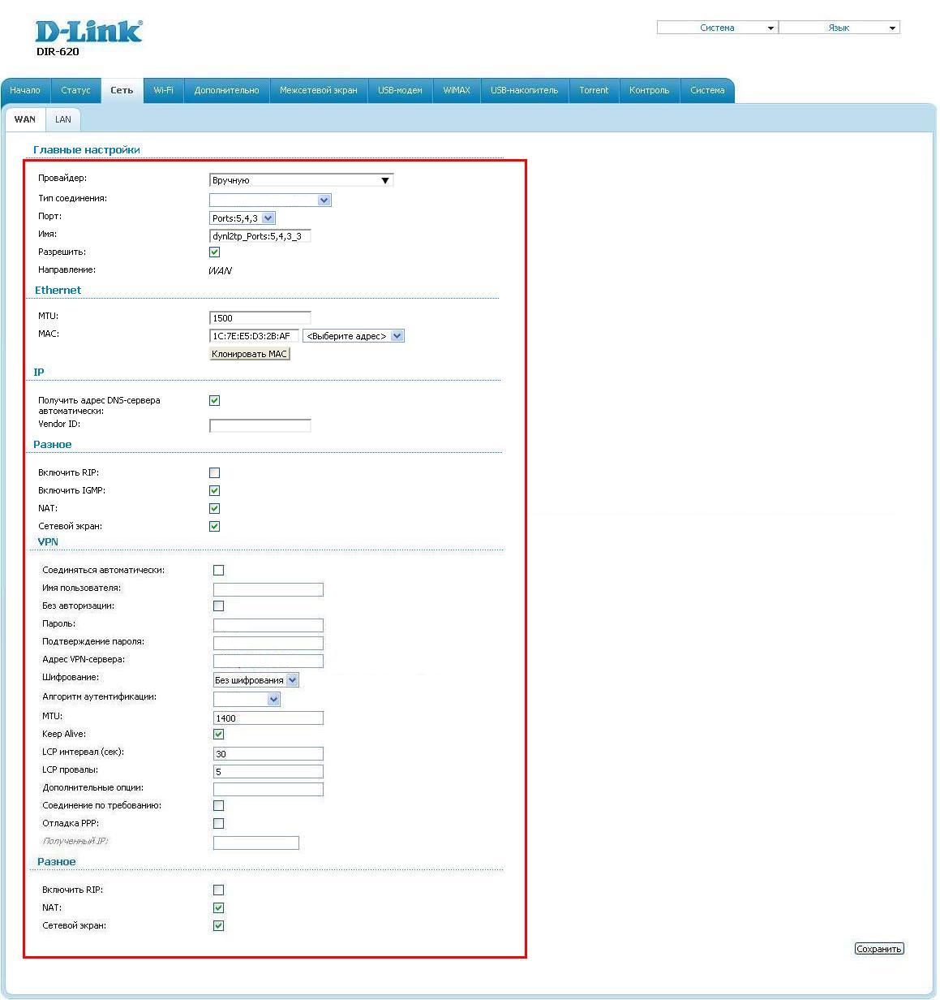 D-Link®
DIR-620
Система Язык
Начало Статус Сеть Wi-Fi Дополнительно Межсетевой экран USB-модем WiMAX USB-накопитель Torrent Контроль Система
WAN LAN
Главные настройки
Провайдер: Вручную
Тип соединения:
Порт: Ports:5,4,3
Имя: dynl2tp_Ports:5,4,3_3
Разрешить:
Направление: WAN
Ethernet
MTU: 1500
MAC: 1C:7E:E5:D3:2B:AF <Выберите адрес>
Клонировать MAC
IP
Получить адрес DNS-сервера
автоматически:
Vendor ID:
Разное
Включить RIP:
Включить IGMP:
NAT:
Сетевой экран:
VPN
Соединяться автоматически:
Имя пользователя:
Без авторизации:
Пароль:
Подтверждение пароля:
Адрес VPN-сервера:
Шифрование: Без шифрования
Алгоритм аутентификации:
MTU: 1400
Keep Alive:
LCP интервал (сек): 30
LCP провалы: 5
Дополнительные опции:
Соединение по требованию:
Отладка PPP:
Полученный IP:
Разное
Включить RIP:
NAT:
Сетевой экран:
Сохранить